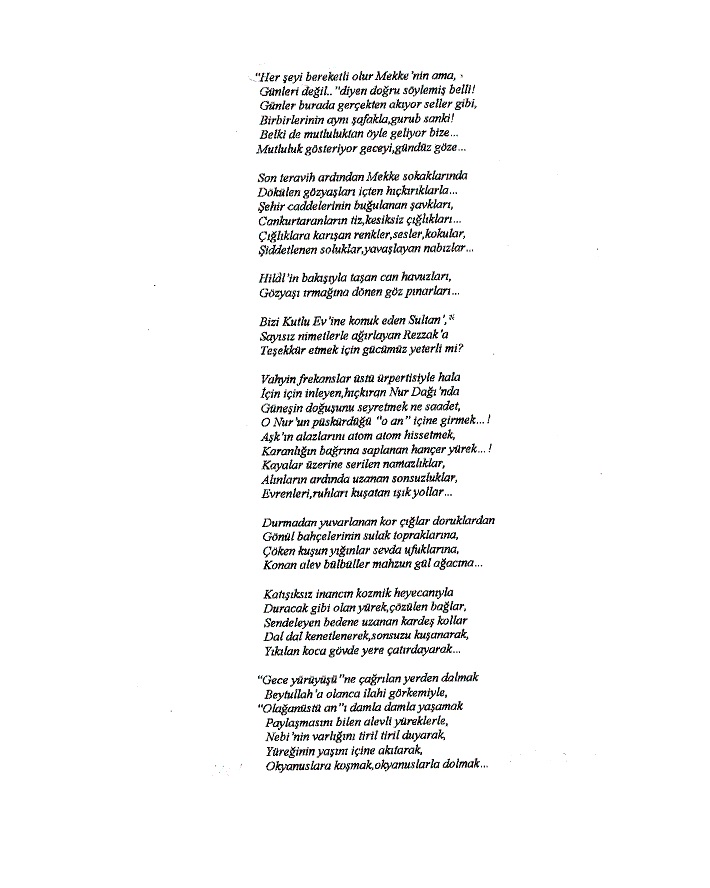 "Her şeyi bereketli olur Mekke'nin ama,
Günleri değil.. "diyen doğru söylemiş belli!
Günler burada gerçekten akıyor seller gibi,
Birbirlerinin aynı şafakla,gurub sanki!
Belki de mutluluktan öyle geliyor bize...
Mutluluk gösteriyor geceyi,gündüz göze...

Son teravih ardından Mekke sokaklarında
Dökülen gözyaşları içten hıçkırıklarla...
Şehir caddelerinin buğulanan şavkları,
Cankurtaranların tiz,kesiksiz çığlıkları...
Çığlıklara karışan renkler,sesler,kokular,
Şiddetlenen soluklar,yavaşlayan nabızlar...

Hilâl'in bakışıyla taşan can havuzları,
Gözyaşı ırmağına dönen göz pınarları...

Bizi Kutlu Ev'ine konuk eden Sultan',*
Sayısız nimetlerle ağırlayan Rezzak'a
Teşekkür etmek için gücümüz yeterli mi?

Vahyin frekanslar üstü ürpertisiyle hala
İçin için inleyen,hıçkıran Nur Dağı'nda
Güneşin doğuşunu seyretmek ne saadet,
O Nur'un püskürdüğü "o an" içine girmek...!
Aşk'ın alazlarını atom atom hissetmek,
Karanlığın bağrına saplanan hançer yürek...!
Kayalar üzerine serilen namazlıklar,
Alınların ardında uzanan sonsuzluklar,
Evrenleri,ruhları kuşatan ışık yollar...

Durmadan yuvarlanan kor çığlar doruklardan
Gönül bahçelerinin sulak topraklarına,
Çöken kuşun yığınlar sevda ufuklarına,
Konan alev bülbüller mahzun gül ağacına...

Katışıksız inancın kozmik heyecanıyla
Duracak gibi olan yürek,çözülen bağlar,
Sendeleyen bedene uzanan kardeş kollar
Dal dal kenetlenerek,sonsuzu kuşanarak,
Yıkılan koca gövde yere çatırdayarak...

"Gece yürüyüşü"ne çağrılan yerden dalmak
Beytullah'a olanca ilahi görkemiyle,
"Olağanüstü an"ı damla damla yaşamak
Paylaşmasını bilen alevli yüreklerle,
Nebi'nin varlığını tiril tiril duyarak,
Yüreğinin yaşını içine akıtarak,
Okyanuslara koşmak,okyanuslarla dolmak...